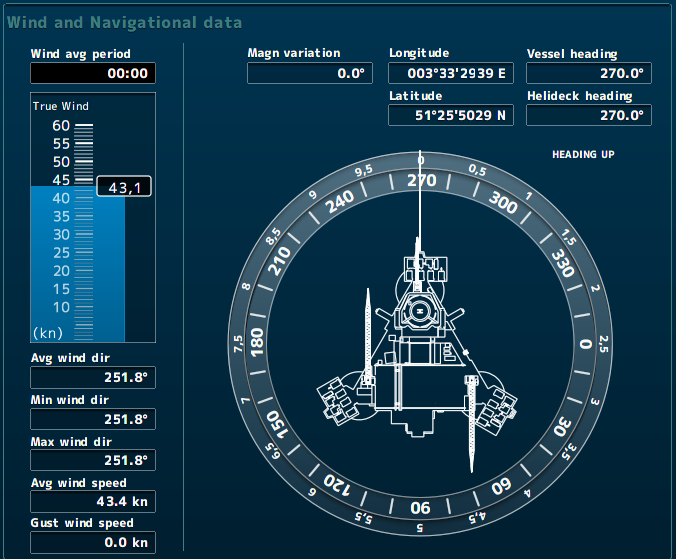 Wind and Navigational data
Wind avg period
00:00
True Wind
60
55
50
45
43,1
40
35
30
25
20
15
10
(kn)
Avg wind dir
251.8°
Min wind dir
251.8°
Max wind dir
251.8°
Avg wind speed
43.4 kn
Gust wind speed
0.0 kn
Magn variation
0.0°
Longitude
003°33'2939 E
Latitude
51°25'5029 N
Vessel heading
270.0°
Helideck heading
270.0°
HEADING UP
0
0,5
1
1,5
2
2,5
3
3,5
4
4,5
5
5,5
6
6,5
7
7,5
8
8,5
9
9,5
270
300
330
0
30
60
90
120
150
180
210
240
H